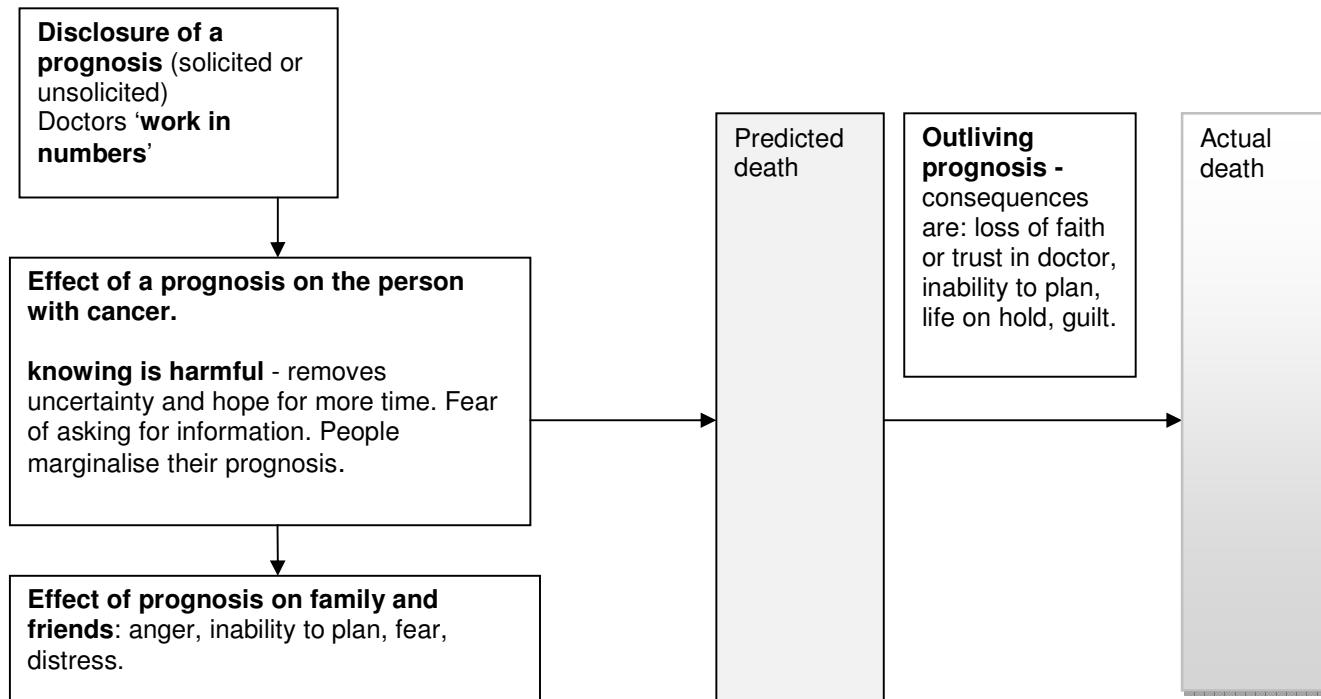 Disclosure of a
prognosis (solicited or
unsolicited)
Doctors ‘work in
numbers’
Effect of a prognosis on the person
with cancer.
knowing is harmful - removes
uncertainty and hope for more time. Fear
of asking for information. People
marginalise their prognosis.
Effect of prognosis on family and
friends: anger, inability to plan, fear,
distress.
Predicted
death
Outliving
prognosis -
consequences
are: loss of faith
or trust in doctor,
inability to plan,
life on hold, guilt.
Actual
death